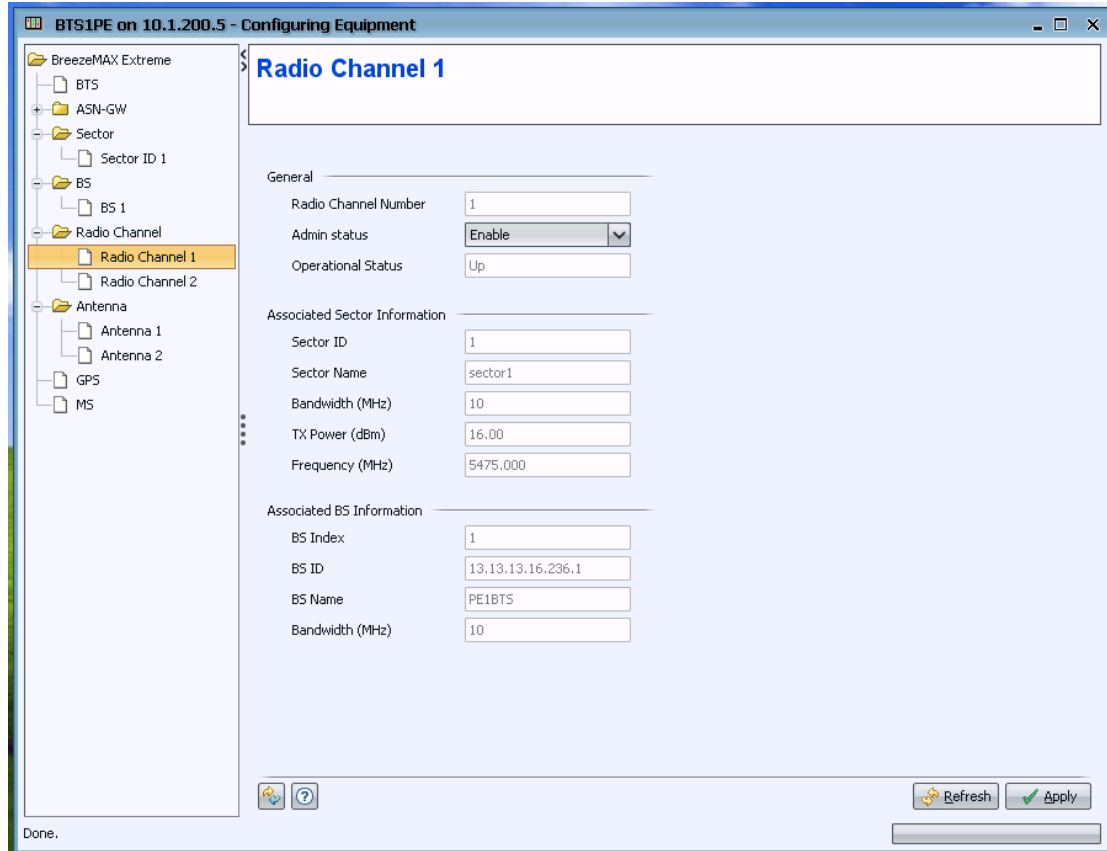 BTS1PE on 10.1.200.5 - Configuring Equipment
BreezeMAX Extreme
BTS
ASN-GW
Sector
Sector ID 1
BS
BS 1
Radio Channel
Radio Channel 1
Radio Channel 2
Antenna
Antenna 1
Antenna 2
GPS
MS
Radio Channel 1
General
Radio Channel Number 1
Admin status Enable
Operational Status Up
Associated Sector Information
Sector ID 1
Sector Name sector1
Bandwidth (MHz) 10
TX Power (dBm) 16.00
Frequency (MHz) 5475.000
Associated BS Information
BS Index 1
BS ID 13.13.13.16.236.1
BS Name PE1BTS
Bandwidth (MHz) 10
Refresh Apply
Done.